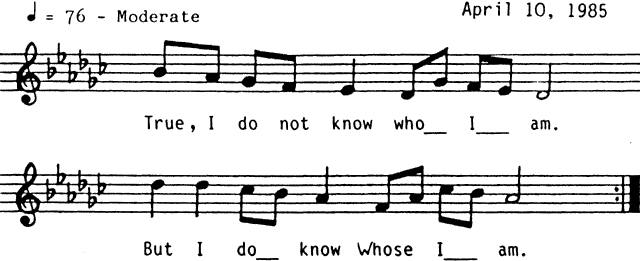 ♩ = 76 - Moderate
April 10, 1985
True, I do not know who__ I___ am.
But I do__ know Whose I___ am.